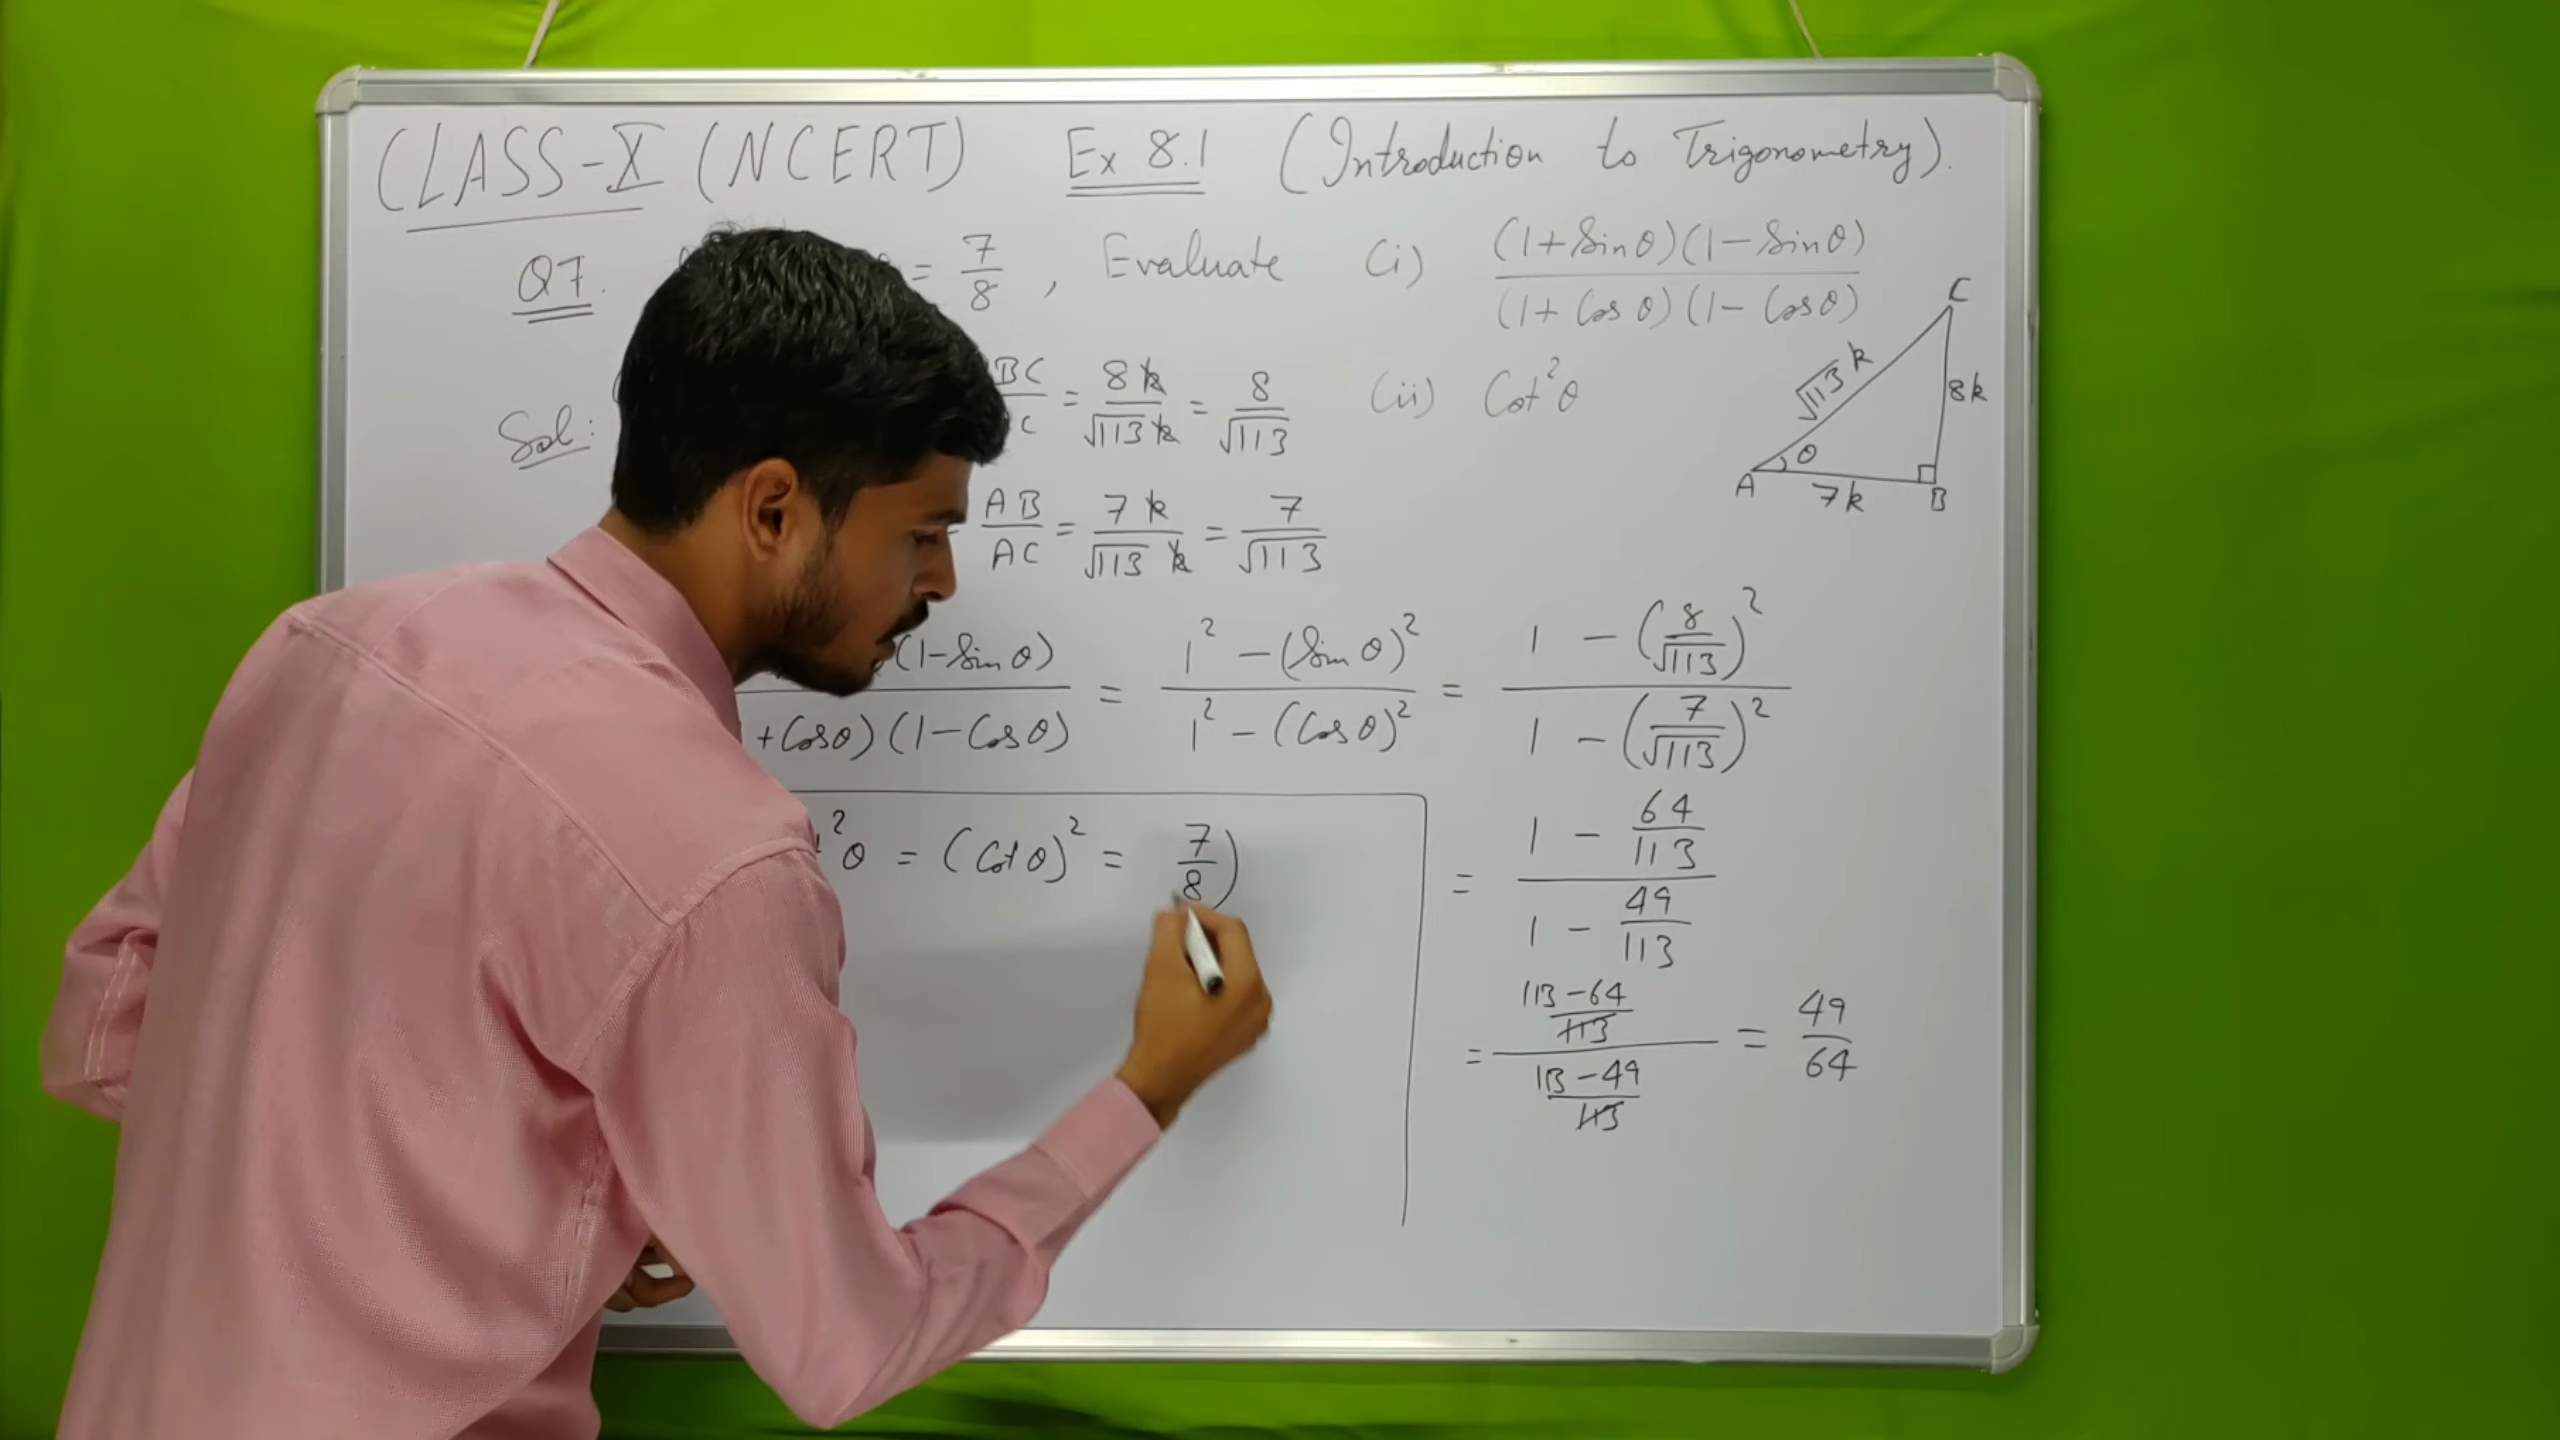 CLASS-X (NCERT) Ex 8.1 (Introduction to Trigonometry).
Q7. = 7/8 , Evaluate (i) (1+Sinθ)(1-Sinθ)/(1+Cosθ)(1-Cosθ)
Sol: BC/C = 8k/√113k = 8/√113 (ii) Cot²θ
AB/AC = 7k/√113k = 7/√113
C
√113 k
8k
θ
A
7k
B
(1-Sinθ)/+Cosθ)(1-Cosθ) = 1²-(Sinθ)²/1²-(Cosθ)² = 1-(8/√113)²/1-(7/√113)²
²θ = (Cotθ)² = 7/8)
= 1-64/113/1-49/113
= 113-64/113/113-49/113 = 49/64